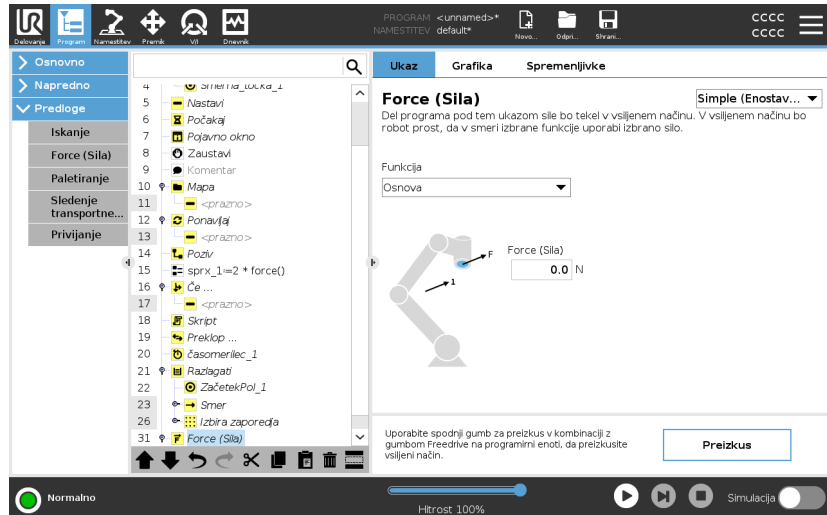 PROGRAM <unnamed>*
NAMESTITEV default*
Delovanje Program Namestitev Premik V/I Dnevnik
Novo... Odpri... Shrani...
cccc
cccc
Osnovno
Napredno
Predloge
Iskanje
Force (Sila)
Paletiranje
Sledenje
transportne...
Privijanje
4 Smerna_točka_1
5 Nastavi
6 Počakaj
7 Pojavno okno
8 Zaustavi
9 Komentar
10 Mapa
11 <prazno>
12 Ponavljaj
13 <prazno>
14 Poziv
15 sprx_1≔2 * force()
16 Če ...
17 <prazno>
18 Skript
19 Preklop ...
20 časomerilec_1
21 Razlagati
22 ZačetekPol_1
23 Smer
26 Izbira zaporedja
31 Force (Sila)
Ukaz Grafika Spremenljivke
Force (Sila)
Simple (Enostav...
Del programa pod tem ukazom sile bo tekel v vsiljenem načinu. V vsiljenem načinu bo
robot prost, da v smeri izbrane funkcije uporabi izbrano silo.
Funkcija
Osnova
F
1
Force (Sila)
0.0 N
Uporabite spodnji gumb za preizkus v kombinaciji z
gumbom Freedrive na programirni enoti, da preizkusite
vsiljeni način.
Preizkus
Normalno
Hitrost 100%
Simulacija